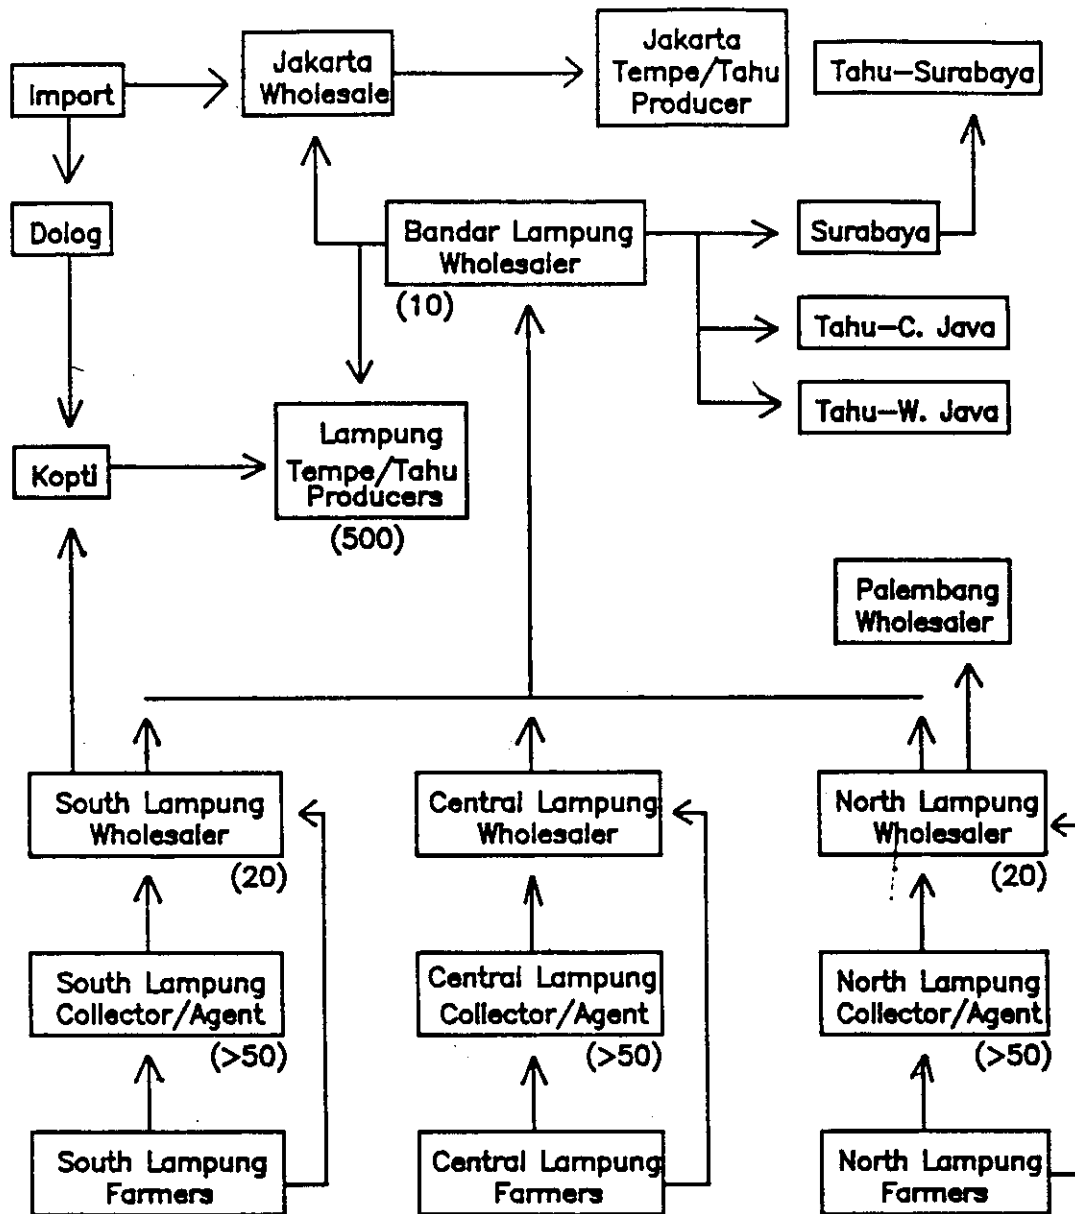 Import
Jakarta
Wholesale
Jakarta
Tempe/Tahu
Producer
Tahu–Surabaya
Dolog
Bandar Lampung
Wholesaler
(10)
Surabaya
Tahu–C. Java
Tahu–W. Java
Kopti
Lampung
Tempe/Tahu
Producers
(500)
Palembang
Wholesaler
South Lampung
Wholesaler
(20)
Central Lampung
Wholesaler
North Lampung
Wholesaler
(20)
South Lampung
Collector/Agent
(>50)
Central Lampung
Collector/Agent
(>50)
North Lampung
Collector/Agent
(>50)
South Lampung
Farmers
Central Lampung
Farmers
North Lampung
Farmers